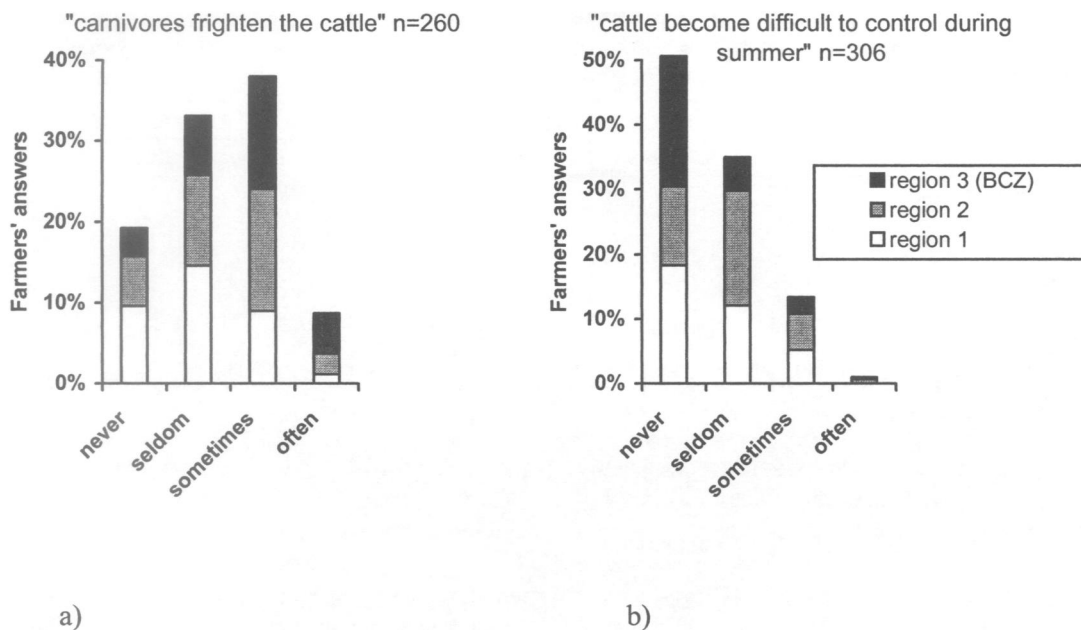 "carnivores frighten the cattle" n=260
40%
30%
20%
10%
0%
Farmers' answers
never
seldom
sometimes
often
a)
"cattle become difficult to control during
summer" n=306
50%
40%
30%
20%
10%
0%
Farmers' answers
never
seldom
sometimes
often
region 3 (BCZ)
region 2
region 1
b)